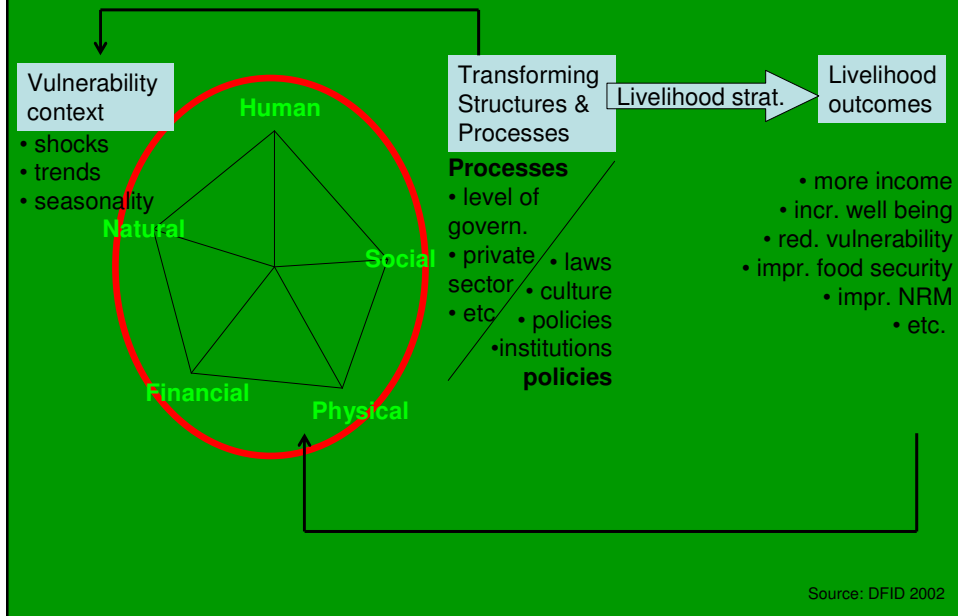 Vulnerability
context
• shocks
• trends
• seasonality
Human
Natural
Social
Financial
Physical
Transforming
Structures &
Processes
Processes
• level of
govern.
• private
sector
• etc
• laws
• culture
• policies
•institutions
policies
Livelihood strat.
Livelihood
outcomes
• more income
• incr. well being
• red. vulnerability
• impr. food security
• impr. NRM
• etc.
Source: DFID 2002